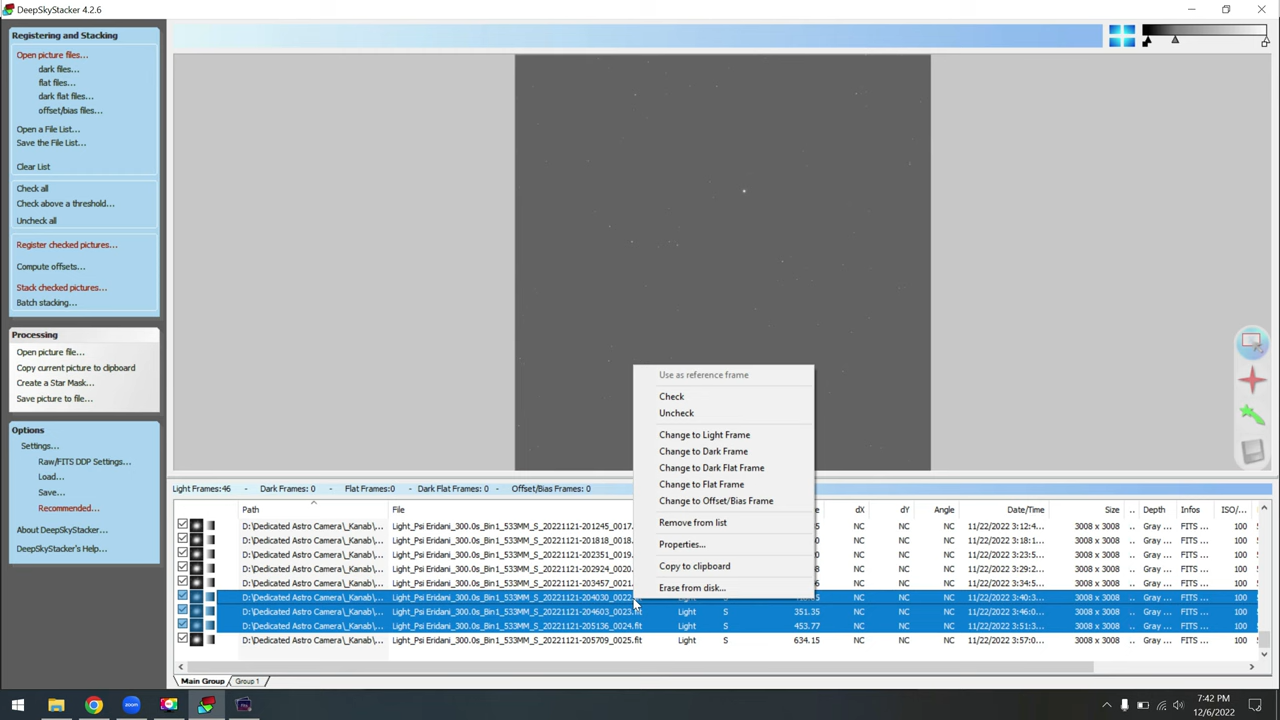 DeepSkyStacker 4.2.6
Registering and Stacking
Open picture files...
dark files...
flat files...
dark flat files...
offset/bias files...
Open a File List...
Save the File List...
Clear List
Check all
Check above a threshold...
Uncheck all
Register checked pictures...
Compute offsets...
Stack checked pictures...
Batch stacking...
Processing
Open picture file...
Copy current picture to clipboard
Create a Star Mask...
Save picture to file...
Options
Settings...
Raw/FITS DDP Settings...
Load...
Save...
Recommended...
About DeepSkyStacker...
DeepSkyStacker's Help...
Use as reference frame
Check
Uncheck
Change to Light Frame
Change to Dark Frame
Change to Dark Flat Frame
Change to Flat Frame
Change to Offset/Bias Frame
Remove from list
Properties...
Copy to clipboard
Erase from disk...
Light Frames:46 - Dark Frames: 0 - Flat Frames:0 - Dark Flat Frames: 0 - Offset/Bias Frames: 0
Path File dX dY Angle Date/Time Size .. Depth Infos ISO/...
D:\Dedicated Astro Camera\_Kanab/... Light_Psi Eridani_300.0s_Bin1_533MM_S_20221121-201245_0017. NC NC NC 11/22/2022 3:12:4... 3008 x 3008 .. Gray ... FITS ... 100
D:\Dedicated Astro Camera\_Kanab/... Light_Psi Eridani_300.0s_Bin1_533MM_S_20221121-201818_0018. NC NC NC 11/22/2022 3:18:1... 3008 x 3008 .. Gray ... FITS ... 100
D:\Dedicated Astro Camera\_Kanab/... Light_Psi Eridani_300.0s_Bin1_533MM_S_20221121-202351_0019. NC NC NC 11/22/2022 3:23:5... 3008 x 3008 .. Gray ... FITS ... 100
D:\Dedicated Astro Camera\_Kanab/... Light_Psi Eridani_300.0s_Bin1_533MM_S_20221121-202924_0020. NC NC NC 11/22/2022 3:29:2... 3008 x 3008 .. Gray ... FITS ... 100
D:\Dedicated Astro Camera\_Kanab/... Light_Psi Eridani_300.0s_Bin1_533MM_S_20221121-203457_0021. NC NC NC 11/22/2022 3:34:5... 3008 x 3008 .. Gray ... FITS ... 100
D:\Dedicated Astro Camera\_Kanab/... Light_Psi Eridani_300.0s_Bin1_533MM_S_20221121-204030_0022. NC NC NC 11/22/2022 3:40:3... 3008 x 3008 .. Gray ... FITS ... 100
D:\Dedicated Astro Camera\_Kanab/... Light_Psi Eridani_300.0s_Bin1_533MM_S_20221121-204603_0023.fit Light S 351.35 NC NC NC 11/22/2022 3:46:0... 3008 x 3008 .. Gray ... FITS ... 100
D:\Dedicated Astro Camera\_Kanab/... Light_Psi Eridani_300.0s_Bin1_533MM_S_20221121-205136_0024.fit Light S 453.77 NC NC NC 11/22/2022 3:51:3... 3008 x 3008 .. Gray ... FITS ... 100
D:\Dedicated Astro Camera\_Kanab/... Light_Psi Eridani_300.0s_Bin1_533MM_S_20221121-205709_0025.fit Light S 634.15 NC NC NC 11/22/2022 3:57:0... 3008 x 3008 .. Gray ... FITS ... 100
Main Group Group 1
zoom
7:42 PM
12/6/2022